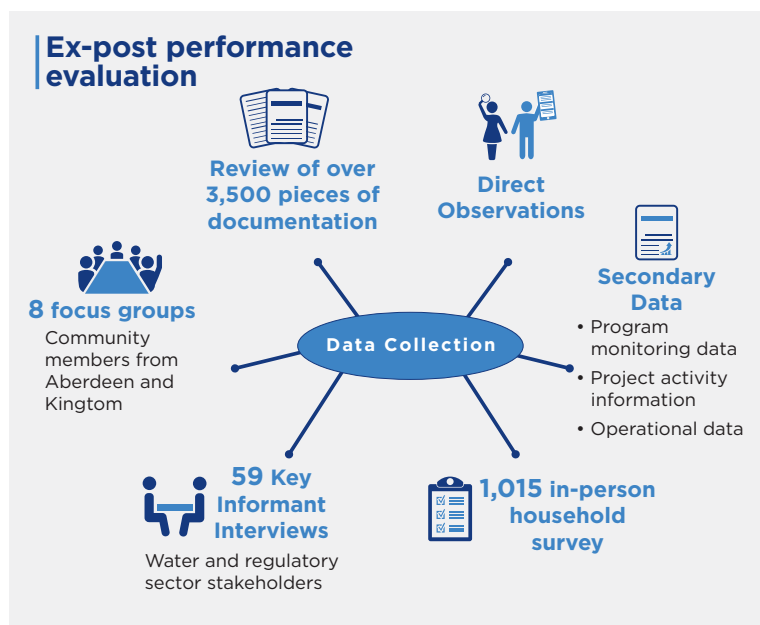 Ex-post performance
evaluation
Review of over
3,500 pieces of
documentation
Direct
Observations
Secondary
Data
• Program
monitoring data
• Project activity
information
• Operational data
8 focus groups
Community
members from
Aberdeen and
Kingtom
Data Collection
59 Key
Informant
Interviews
Water and regulatory
sector stakeholders
1,015 in-person
household
survey